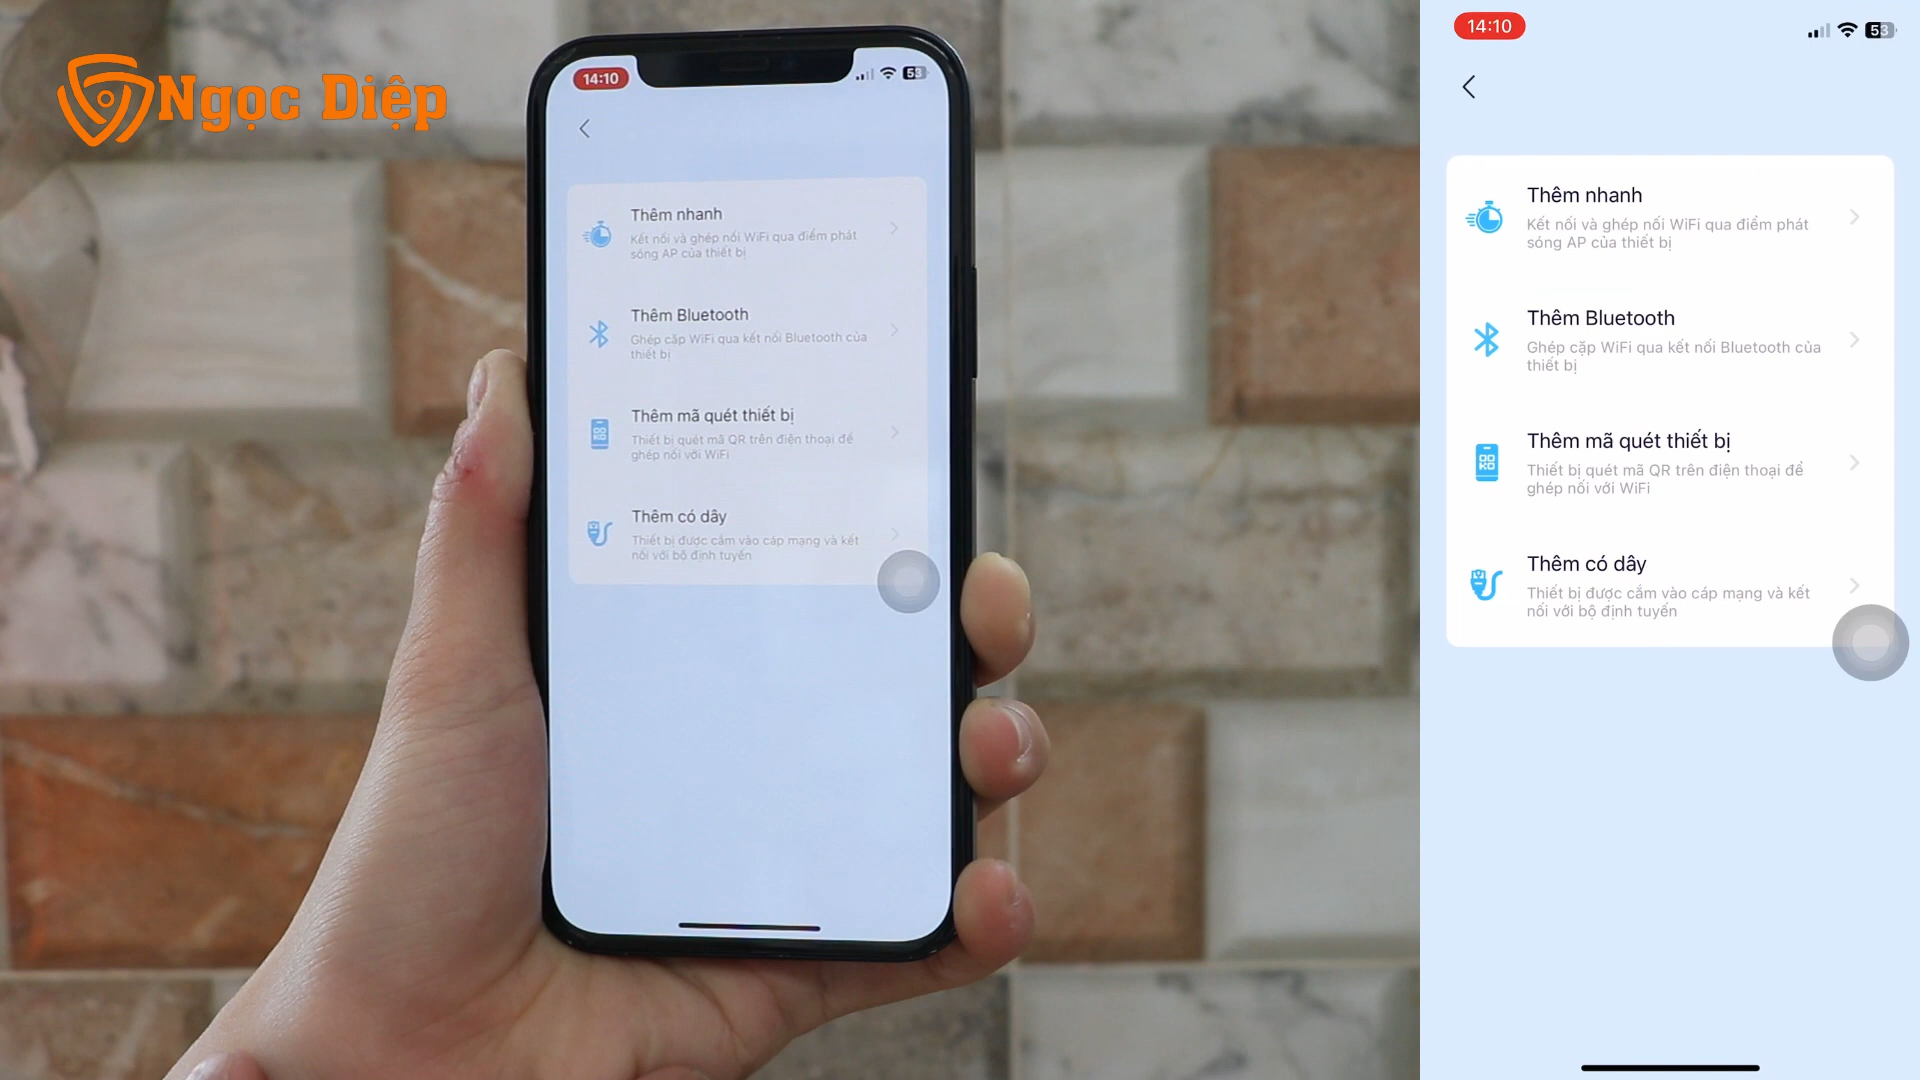 Ngọc Diệp
14:10
53
Thêm nhanh
Kết nối và ghép nối WiFi qua điểm phát
sóng AP của thiết bị
Thêm Bluetooth
Ghép cặp WiFi qua kết nối Bluetooth của
thiết bị
Thêm mã quét thiết bị
Thiết bị quét mã QR trên điện thoại để
ghép nối với WiFi
Thêm có dây
Thiết bị được cắm vào cáp mạng và kết
nối với bộ định tuyến
14:10
53
Thêm nhanh
Kết nối và ghép nối WiFi qua điểm phát
sóng AP của thiết bị
Thêm Bluetooth
Ghép cặp WiFi qua kết nối Bluetooth của
thiết bị
Thêm mã quét thiết bị
Thiết bị quét mã QR trên điện thoại để
ghép nối với WiFi
Thêm có dây
Thiết bị được cắm vào cáp mạng và kết
nối với bộ định tuyến